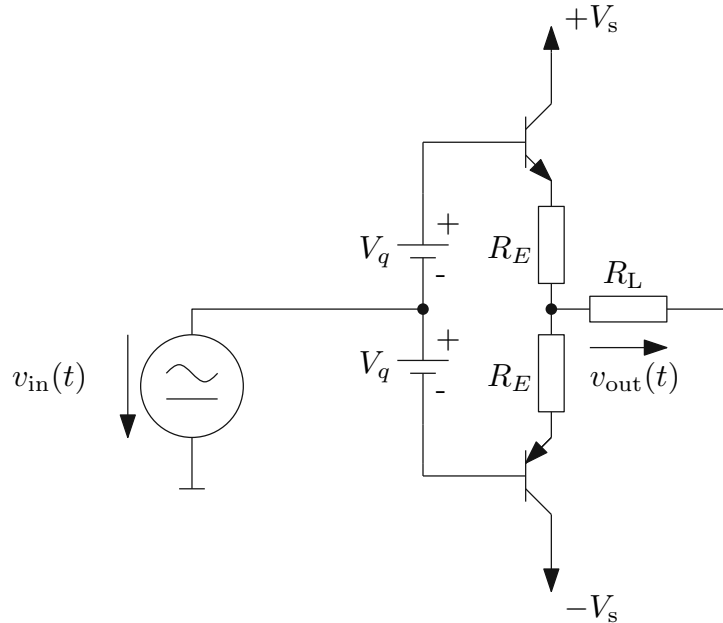 +V_s
V_q
+
-
R_E
R_L
v_in(t)
V_q
+
-
R_E
v_out(t)
−V_s